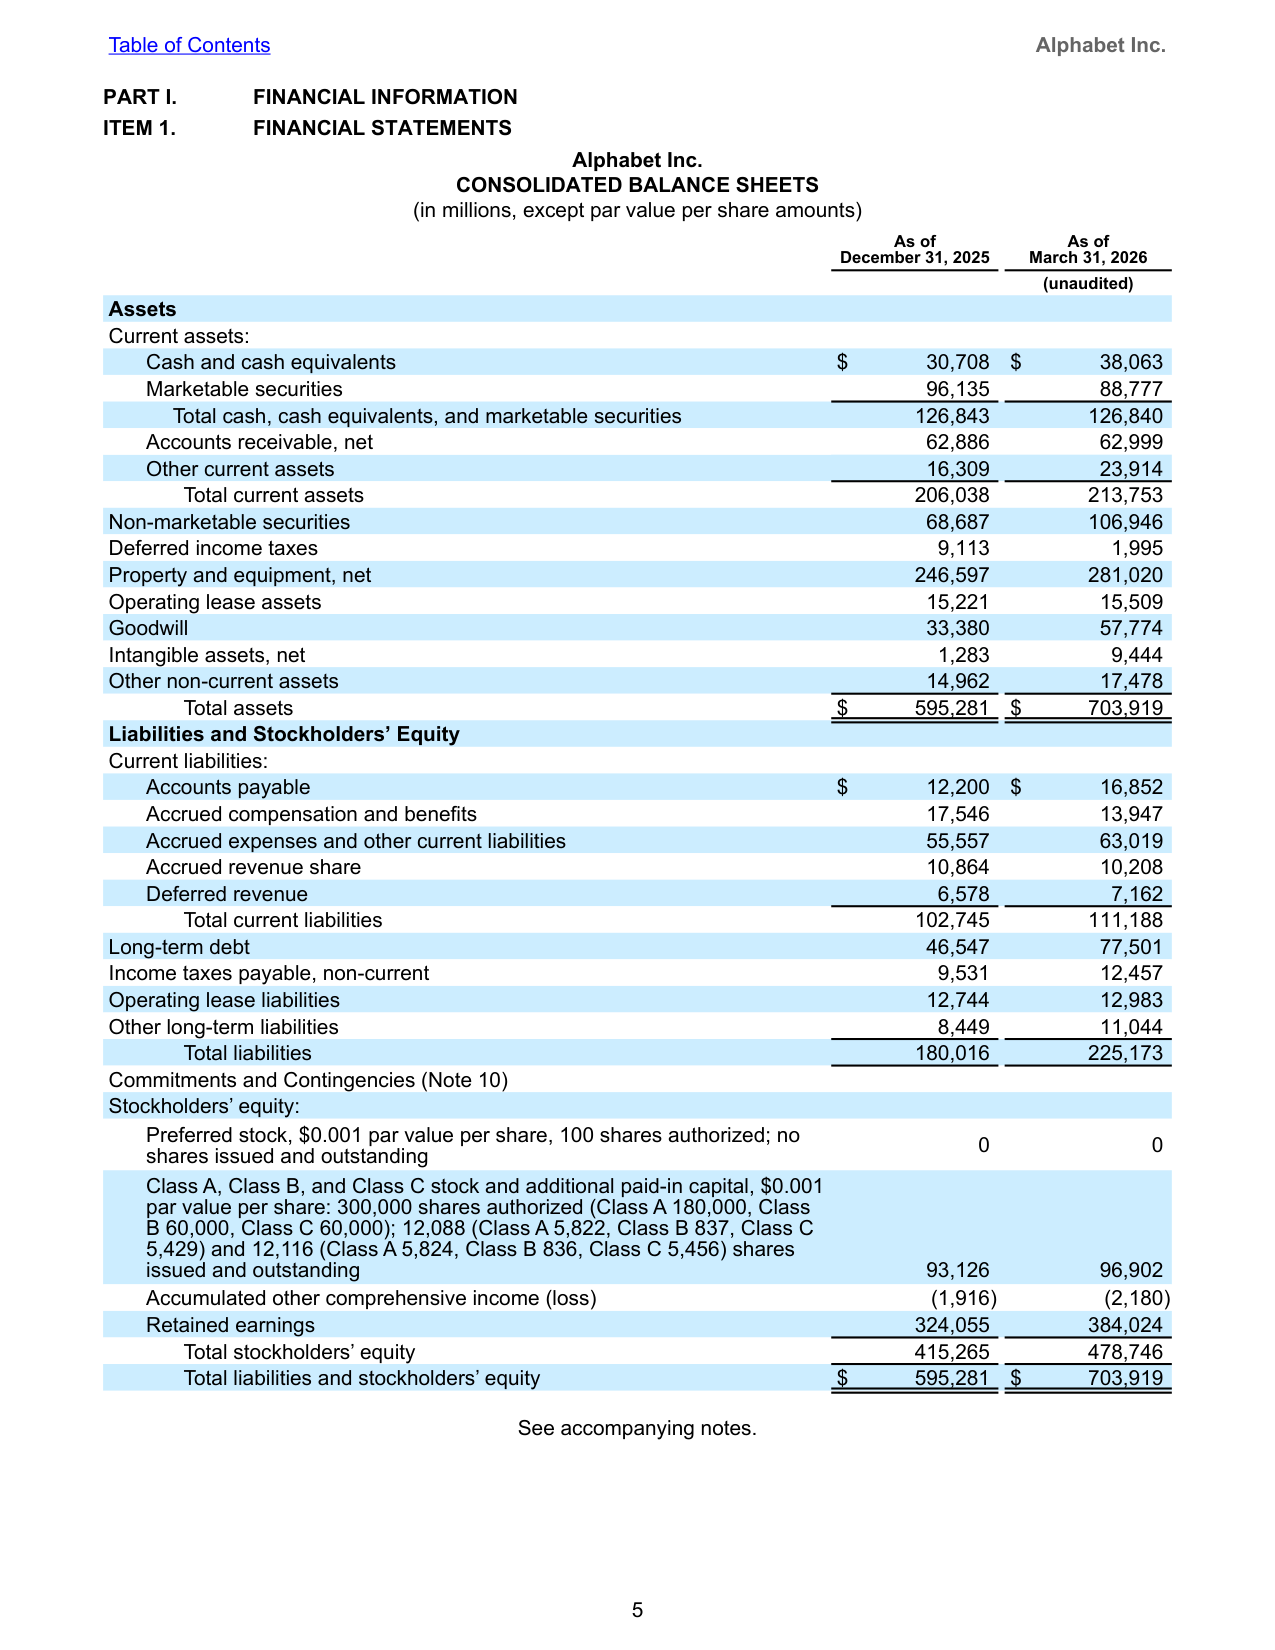 Table of Contents Alphabet Inc.
PART I. FINANCIAL INFORMATION
ITEM 1. FINANCIAL STATEMENTS
Alphabet Inc.
CONSOLIDATED BALANCE SHEETS
(in millions, except par value per share amounts)
As of As of
December 31, 2025 March 31, 2026
(unaudited)
Assets
Current assets:
Cash and cash equivalents $ 30,708 $ 38,063
Marketable securities 96,135 88,777
Total cash, cash equivalents, and marketable securities 126,843 126,840
Accounts receivable, net 62,886 62,999
Other current assets 16,309 23,914
Total current assets 206,038 213,753
Non-marketable securities 68,687 106,946
Deferred income taxes 9,113 1,995
Property and equipment, net 246,597 281,020
Operating lease assets 15,221 15,509
Goodwill 33,380 57,774
Intangible assets, net 1,283 9,444
Other non-current assets 14,962 17,478
Total assets $ 595,281 $ 703,919
Liabilities and Stockholders’ Equity
Current liabilities:
Accounts payable $ 12,200 $ 16,852
Accrued compensation and benefits 17,546 13,947
Accrued expenses and other current liabilities 55,557 63,019
Accrued revenue share 10,864 10,208
Deferred revenue 6,578 7,162
Total current liabilities 102,745 111,188
Long-term debt 46,547 77,501
Income taxes payable, non-current 9,531 12,457
Operating lease liabilities 12,744 12,983
Other long-term liabilities 8,449 11,044
Total liabilities 180,016 225,173
Commitments and Contingencies (Note 10)
Stockholders’ equity:
Preferred stock, $0.001 par value per share, 100 shares authorized; no
shares issued and outstanding 0 0
Class A, Class B, and Class C stock and additional paid-in capital, $0.001
par value per share: 300,000 shares authorized (Class A 180,000, Class
B 60,000, Class C 60,000); 12,088 (Class A 5,822, Class B 837, Class C
5,429) and 12,116 (Class A 5,824, Class B 836, Class C 5,456) shares
issued and outstanding 93,126 96,902
Accumulated other comprehensive income (loss) (1,916) (2,180)
Retained earnings 324,055 384,024
Total stockholders’ equity 415,265 478,746
Total liabilities and stockholders’ equity $ 595,281 $ 703,919
See accompanying notes.
5